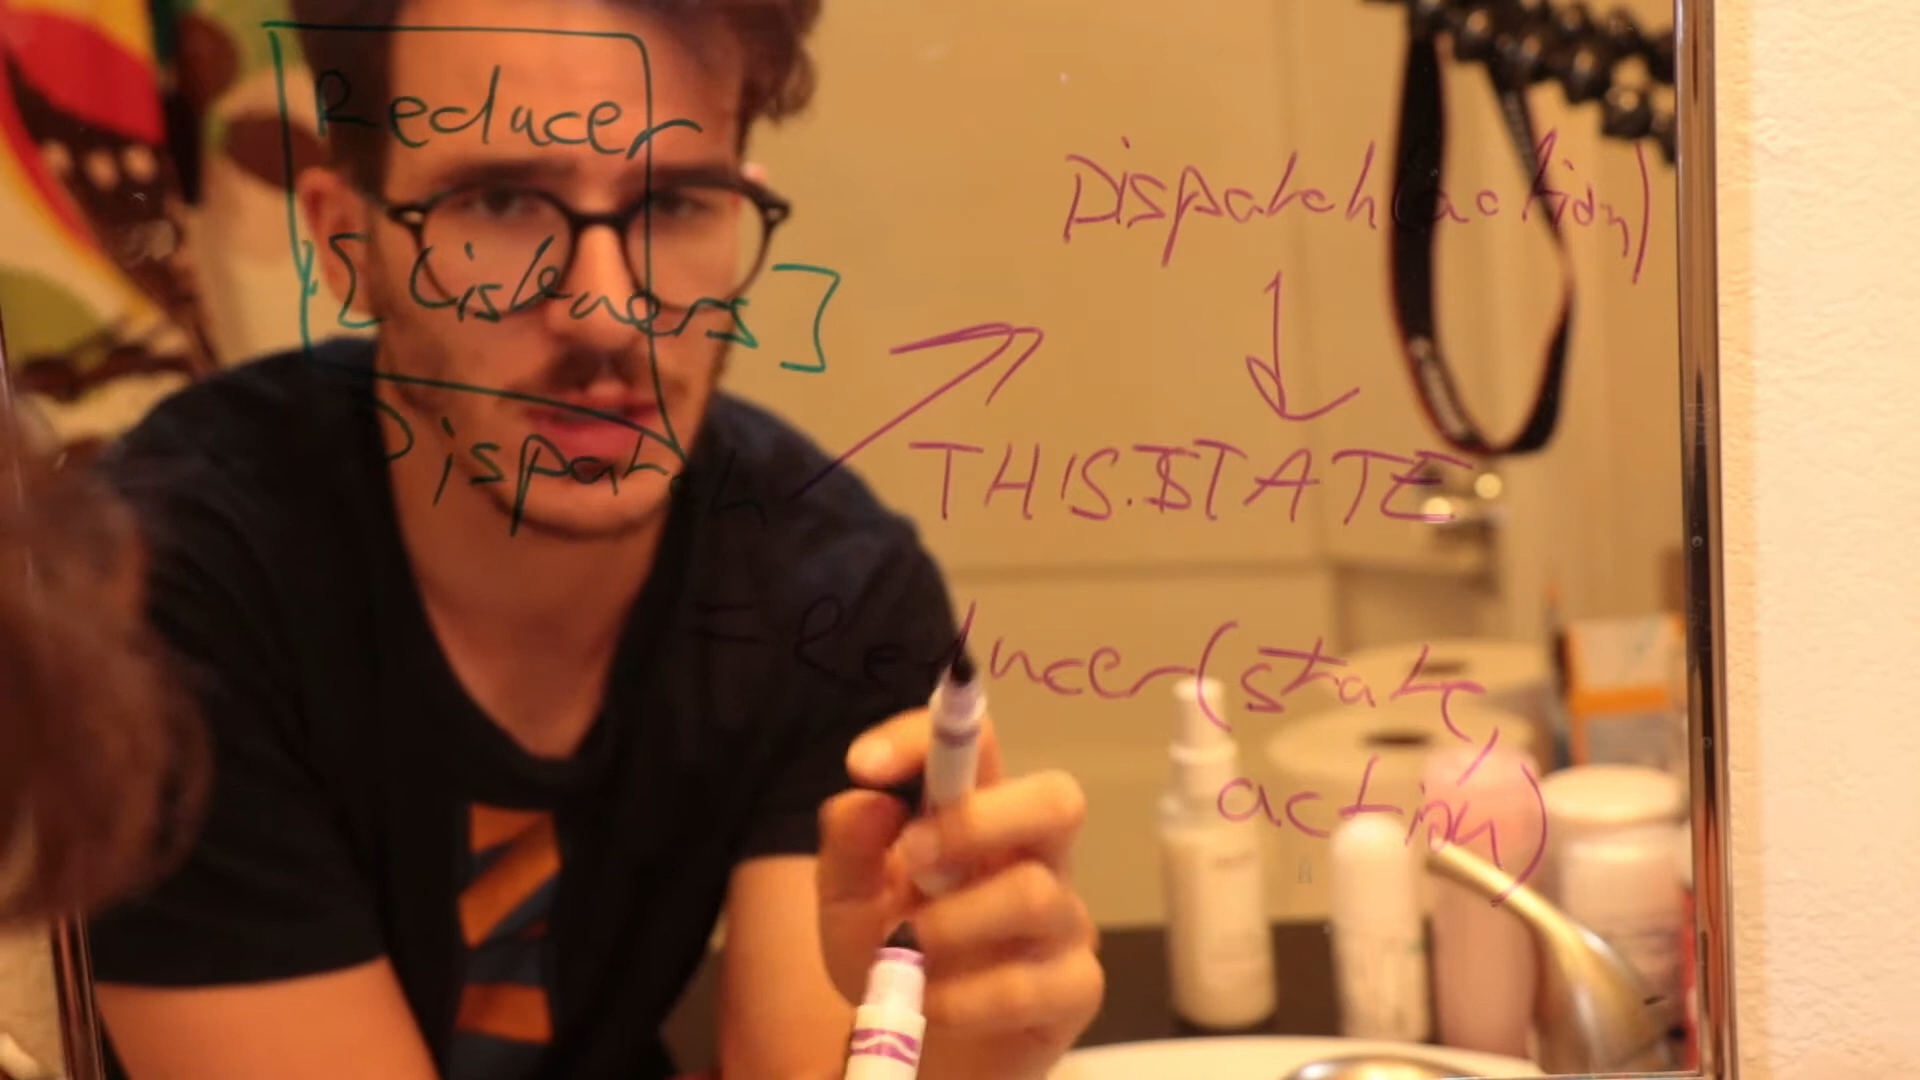 Reducer
[Listeners]
Dispatch
Dispatch(action)
THIS.STATE
=Reducer(state,
action)